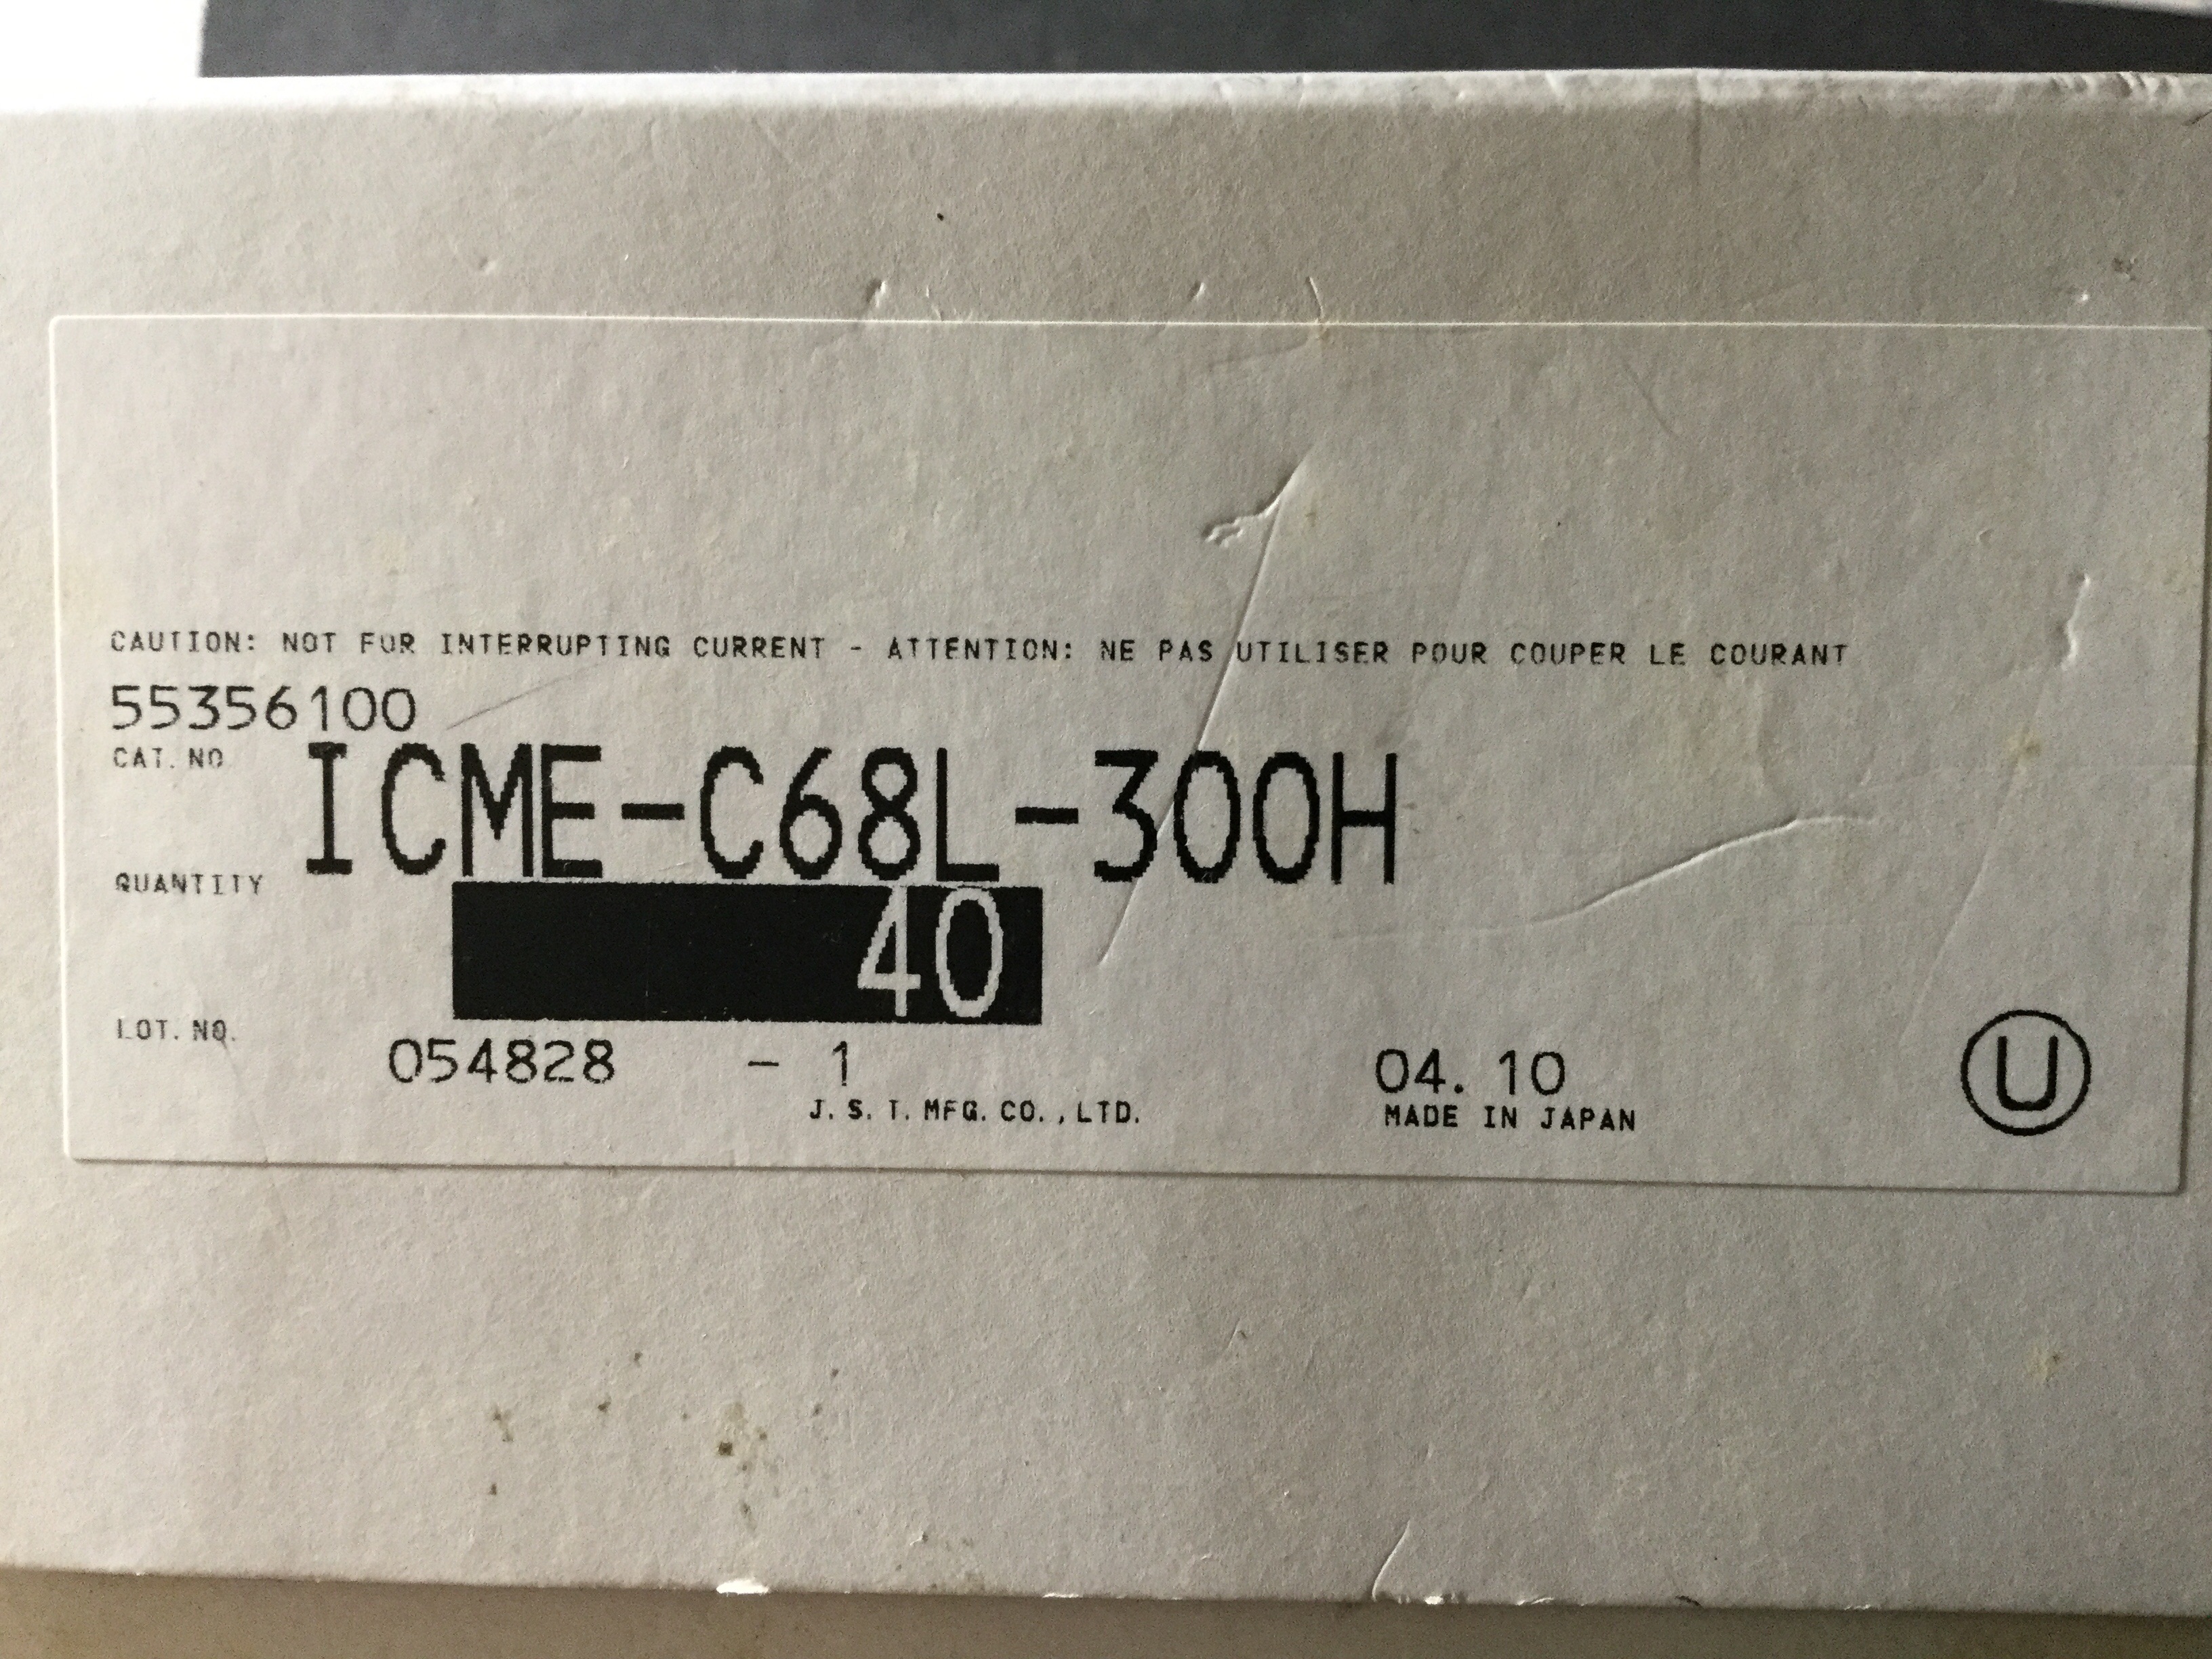 CAUTION: NOT FOR INTERRUPTING CURRENT - ATTENTION: NE PAS UTILISER POUR COUPER LE COURANT
55356100
CAT. NO ICME-C68L-300H
QUANTITY 40
LOT. NO. 054828 - 1 04. 10
J. S. T. MFG. CO., LTD. MADE IN JAPAN U